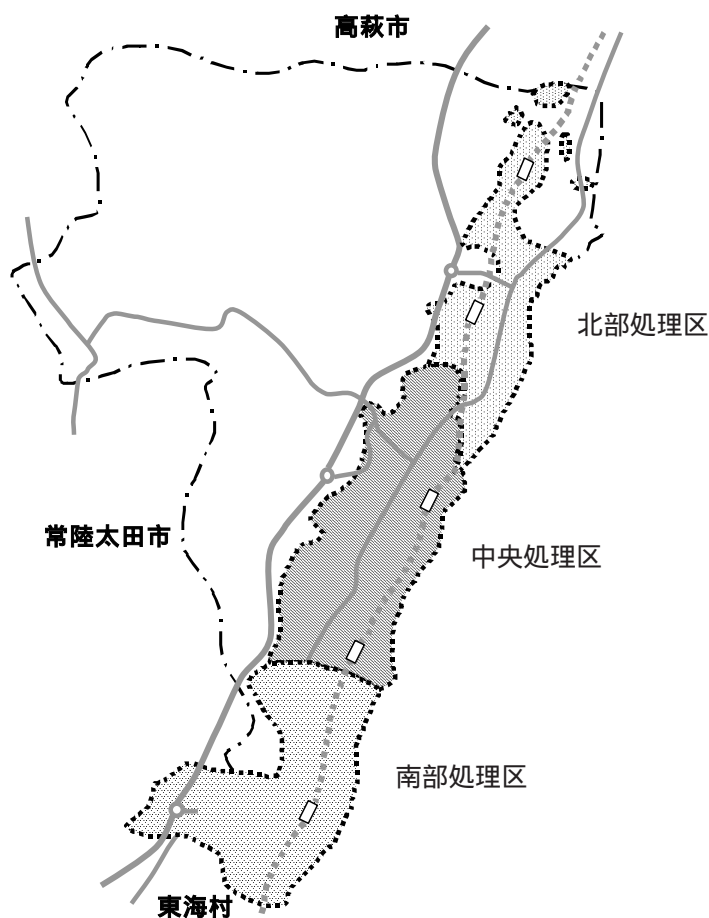 高萩市
北部処理区
常陸太田市
中央処理区
南部処理区
東海村